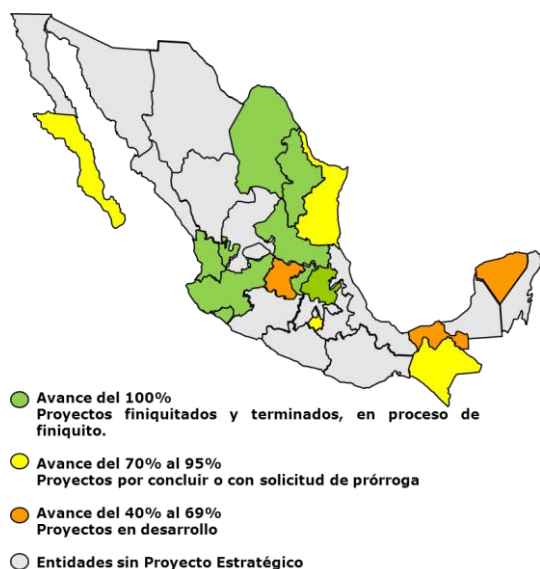 Avance del 100%
Proyectos finiquitados y terminados, en proceso de
finiquito.
Avance del 70% al 95%
Proyectos por concluir o con solicitud de prórroga
Avance del 40% al 69%
Proyectos en desarrollo
Entidades sin Proyecto Estratégico